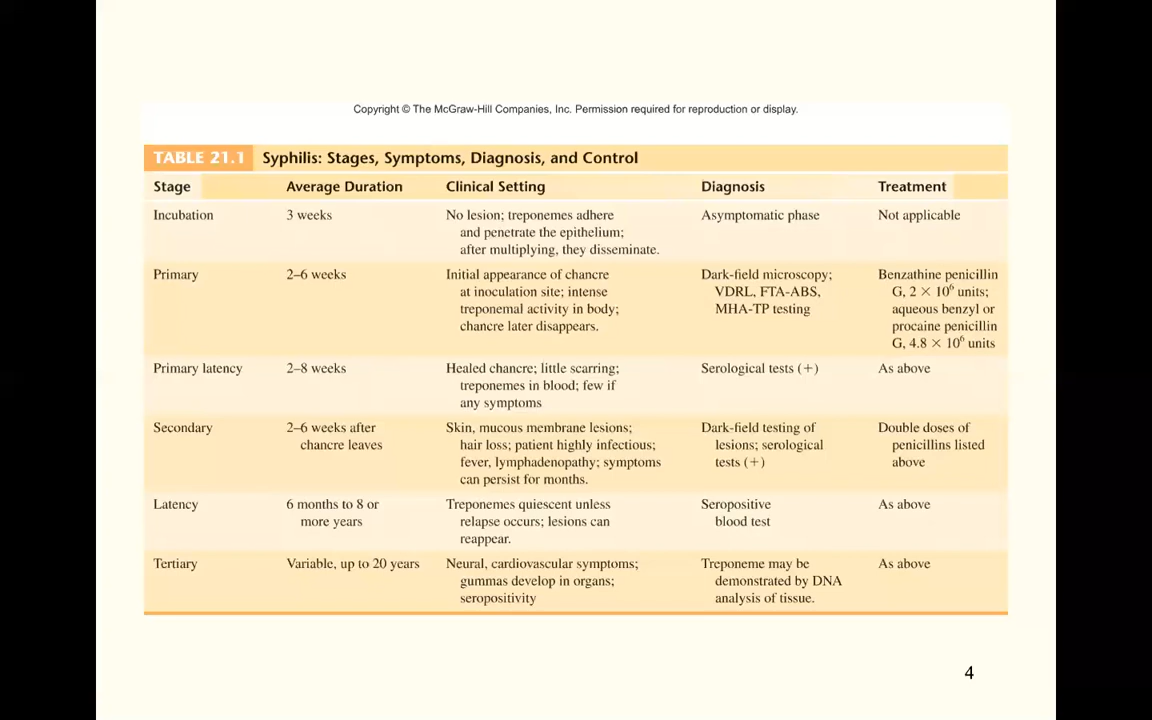 Copyright © The McGraw-Hill Companies, Inc. Permission required for reproduction or display.
TABLE 21.1 Syphilis: Stages, Symptoms, Diagnosis, and Control
Stage Average Duration Clinical Setting Diagnosis Treatment
Incubation 3 weeks No lesion; treponemes adhere Asymptomatic phase Not applicable
and penetrate the epithelium;
after multiplying, they disseminate.
Primary 2–6 weeks Initial appearance of chancre Dark-field microscopy; Benzathine penicillin
at inoculation site; intense VDRL, FTA-ABS, G, 2 × 10⁶ units;
treponemal activity in body; MHA-TP testing aqueous benzyl or
chancre later disappears. procaine penicillin
G, 4.8 × 10⁶ units
Primary latency 2–8 weeks Healed chancre; little scarring; Serological tests (+) As above
treponemes in blood; few if
any symptoms
Secondary 2–6 weeks after Skin, mucous membrane lesions; Dark-field testing of Double doses of
chancre leaves hair loss; patient highly infectious; lesions; serological penicillins listed
fever, lymphadenopathy; symptoms tests (+) above
can persist for months.
Latency 6 months to 8 or Treponemes quiescent unless Seropositive As above
more years relapse occurs; lesions can blood test
reappear.
Tertiary Variable, up to 20 years Neural, cardiovascular symptoms; Treponeme may be As above
gummas develop in organs; demonstrated by DNA
seropositivity analysis of tissue.
4